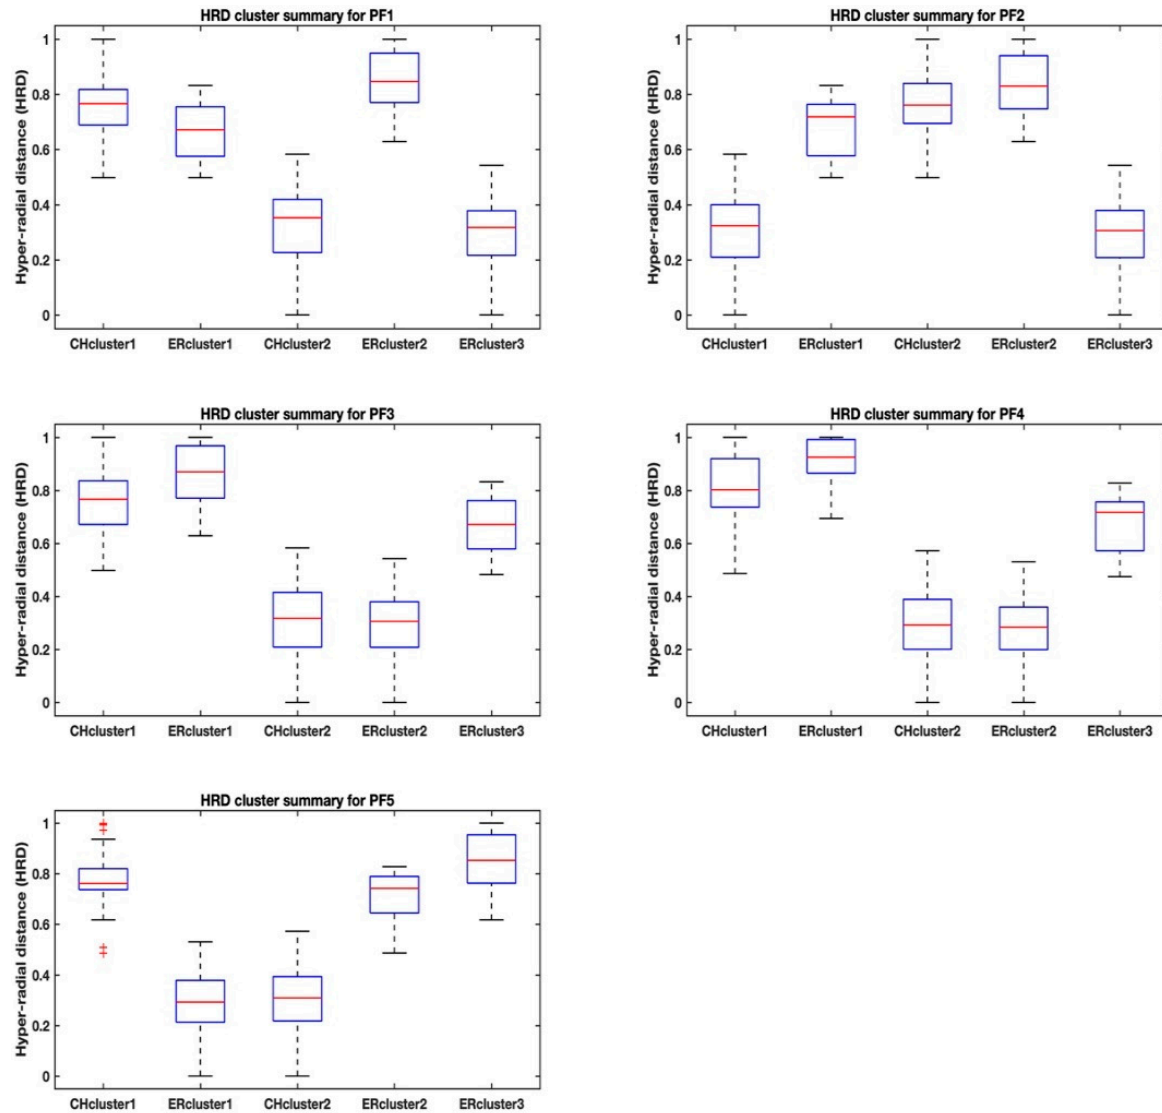 HRD cluster summary for PF1
Hyper-radial distance (HRD)
1
0.8
0.6
0.4
0.2
0
CHcluster1 ERcluster1 CHcluster2 ERcluster2 ERcluster3
HRD cluster summary for PF2
Hyper-radial distance (HRD)
1
0.8
0.6
0.4
0.2
0
CHcluster1 ERcluster1 CHcluster2 ERcluster2 ERcluster3
HRD cluster summary for PF3
Hyper-radial distance (HRD)
1
0.8
0.6
0.4
0.2
0
CHcluster1 ERcluster1 CHcluster2 ERcluster2 ERcluster3
HRD cluster summary for PF4
Hyper-radial distance (HRD)
1
0.8
0.6
0.4
0.2
0
CHcluster1 ERcluster1 CHcluster2 ERcluster2 ERcluster3
HRD cluster summary for PF5
Hyper-radial distance (HRD)
1
0.8
0.6
0.4
0.2
0
CHcluster1 ERcluster1 CHcluster2 ERcluster2 ERcluster3